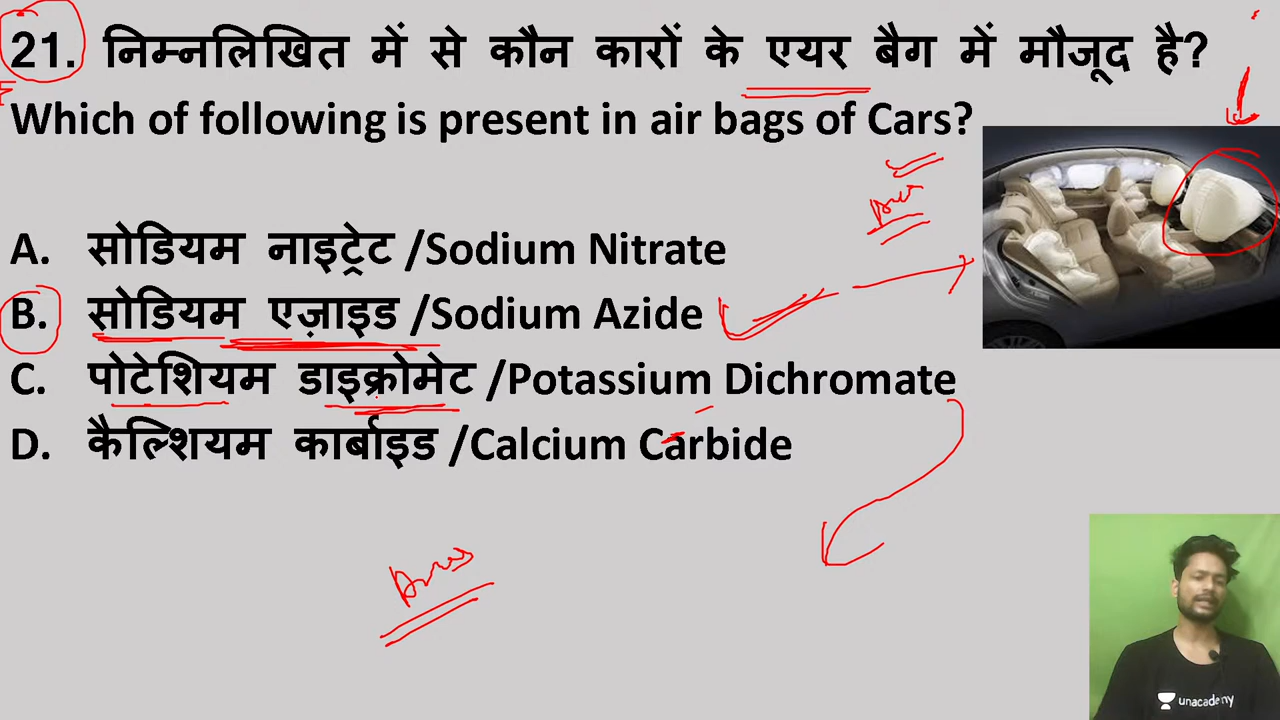 21. निम्नलिखित में से कौन कारों के एयर बैग में मौजूद है?
Which of following is present in air bags of Cars?
A. सोडियम नाइट्रेट /Sodium Nitrate
B. सोडियम एज़ाइड /Sodium Azide
C. पोटेशियम डाइक्रोमेट /Potassium Dichromate
D. कैल्शियम कार्बाइड /Calcium Carbide
unacademy